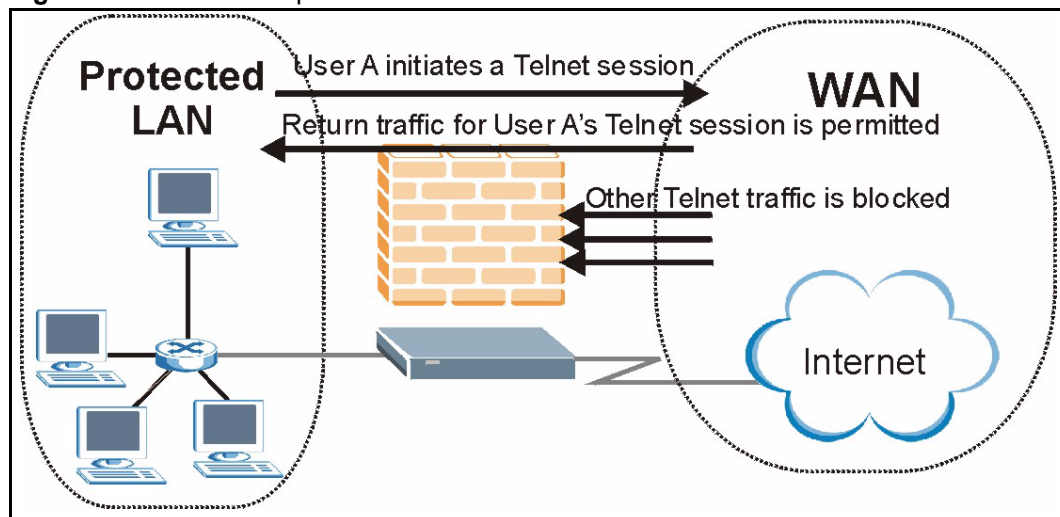 Protected
LAN
User A initiates a Telnet session
WAN
Return traffic for User A's Telnet session is permitted
Other Telnet traffic is blocked
Internet